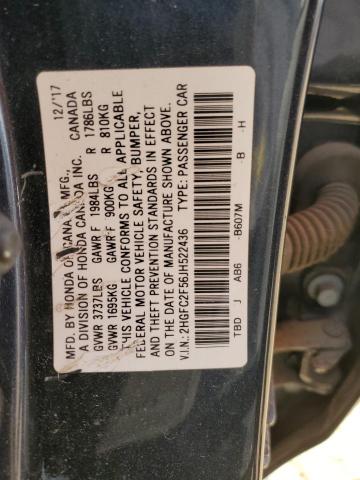 MFD. BY HONDA OF CANADA MFG., 12/'17
A DIVISION OF HONDA CANADA INC. CANADA
GVWR 3737LBS GAWR F 1984LBS R 1786LBS
GVWR 1695KG GAWR F 900KG R 810KG
THIS VEHICLE CONFORMS TO ALL APPLICABLE
FEDERAL MOTOR VEHICLE SAFETY, BUMPER,
AND THEFT PREVENTION STANDARDS IN EFFECT
ON THE DATE OF MANUFACTURE SHOWN ABOVE.
V.I.N.: 2HGFC2F56JH522436 TYPE: PASSENGER CAR
TBD J A86 -B607M -B -H